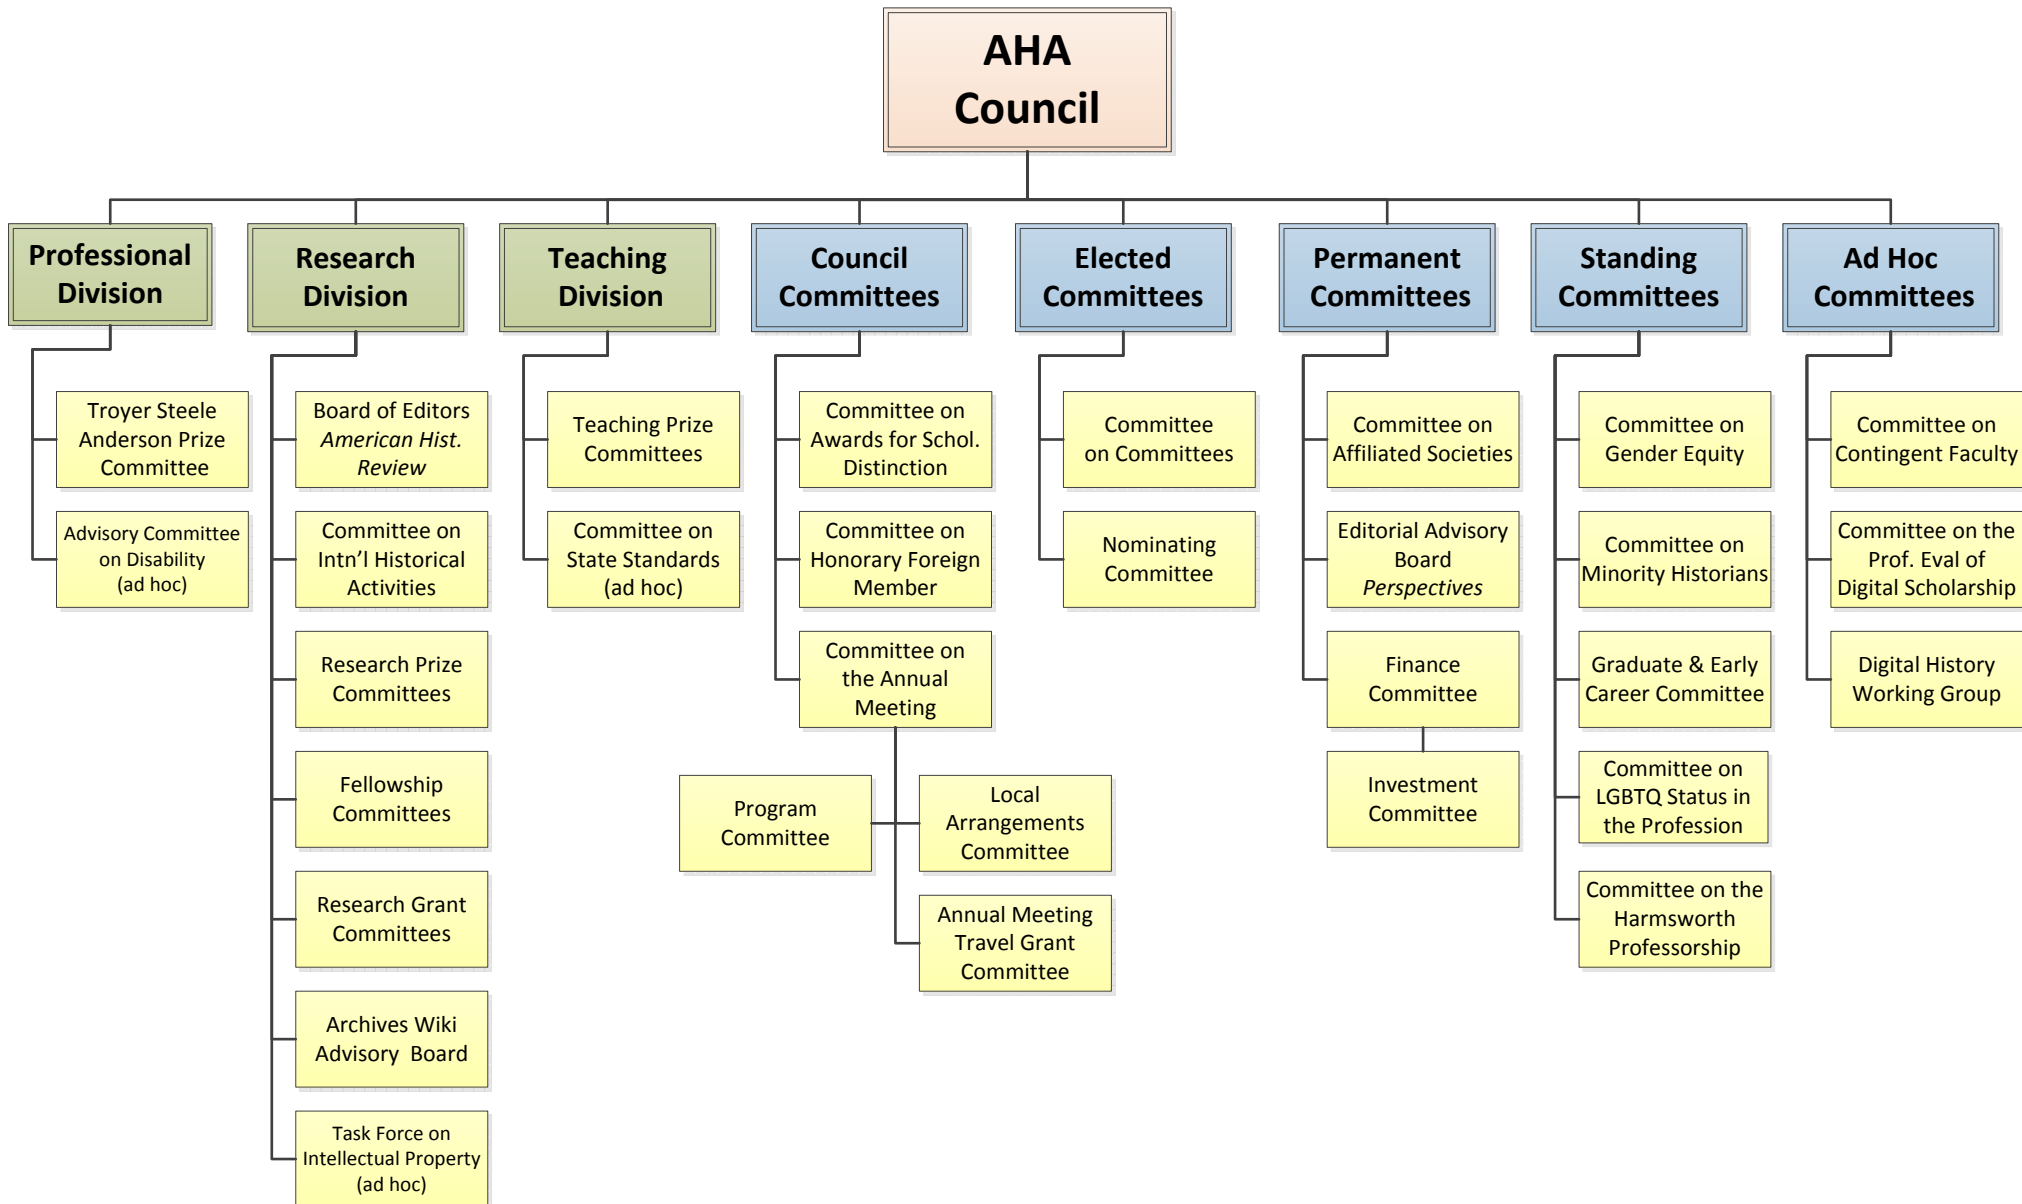 AHA
Council
Professional
Division
Research
Division
Teaching
Division
Council
Committees
Elected
Committees
Permanent
Committees
Standing
Committees
Ad Hoc
Committees
Troyer Steele
Anderson Prize
Committee
Advisory Committee
on Disability
(ad hoc)
Board of Editors
American Hist.
Review
Committee on
Intn’l Historical
Activities
Research Prize
Committees
Fellowship
Committees
Research Grant
Committees
Archives Wiki
Advisory Board
Task Force on
Intellectual Property
(ad hoc)
Teaching Prize
Committees
Committee on
State Standards
(ad hoc)
Committee on
Awards for Schol.
Distinction
Committee on
Honorary Foreign
Member
Committee on
the Annual
Meeting
Program
Committee
Local
Arrangements
Committee
Annual Meeting
Travel Grant
Committee
Committee
on Committees
Nominating
Committee
Committee on
Affiliated Societies
Editorial Advisory
Board
Perspectives
Finance
Committee
Investment
Committee
Committee on
Gender Equity
Committee on
Minority Historians
Graduate & Early
Career Committee
Committee on
LGBTQ Status in
the Profession
Committee on the
Harmsworth
Professorship
Committee on
Contingent Faculty
Committee on the
Prof. Eval of
Digital Scholarship
Digital History
Working Group